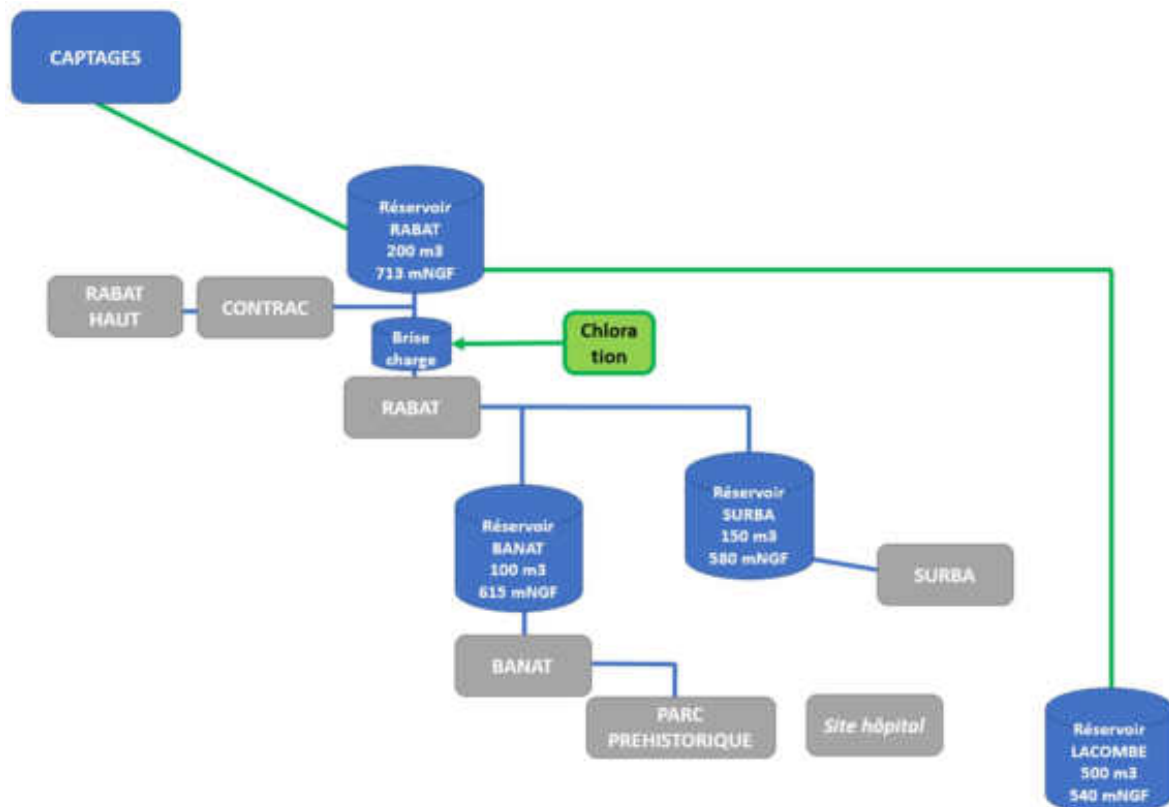 CAPTAGES
Réservoir
RABAT
200 m3
713 mNGF
RABAT
HAUT
CONTRAC
Brise
charge
Chlora
tion
RABAT
Réservoir
SURBA
150 m3
580 mNGF
Réservoir
BANAT
100 m3
615 mNGF
SURBA
BANAT
PARC
PREHISTORIQUE
Site hôpital
Réservoir
LACOMBE
500 m3
540 mNGF